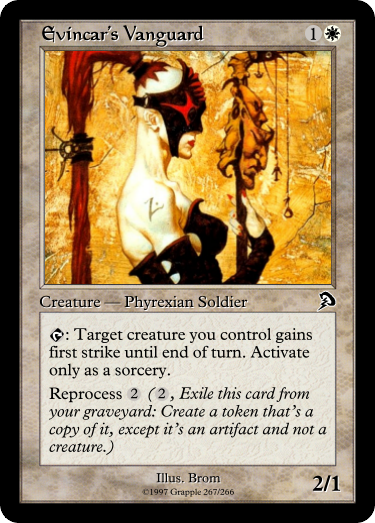 Evincar's Vanguard 1
Creature — Phyrexian Soldier
: Target creature you control gains
first strike until end of turn. Activate
only as a sorcery.
Reprocess 2 (2, Exile this card from
your graveyard: Create a token that's a
copy of it, except it's an artifact and not a
creature.)
Illus. Brom
©1997 Grapple 267/266
2/1